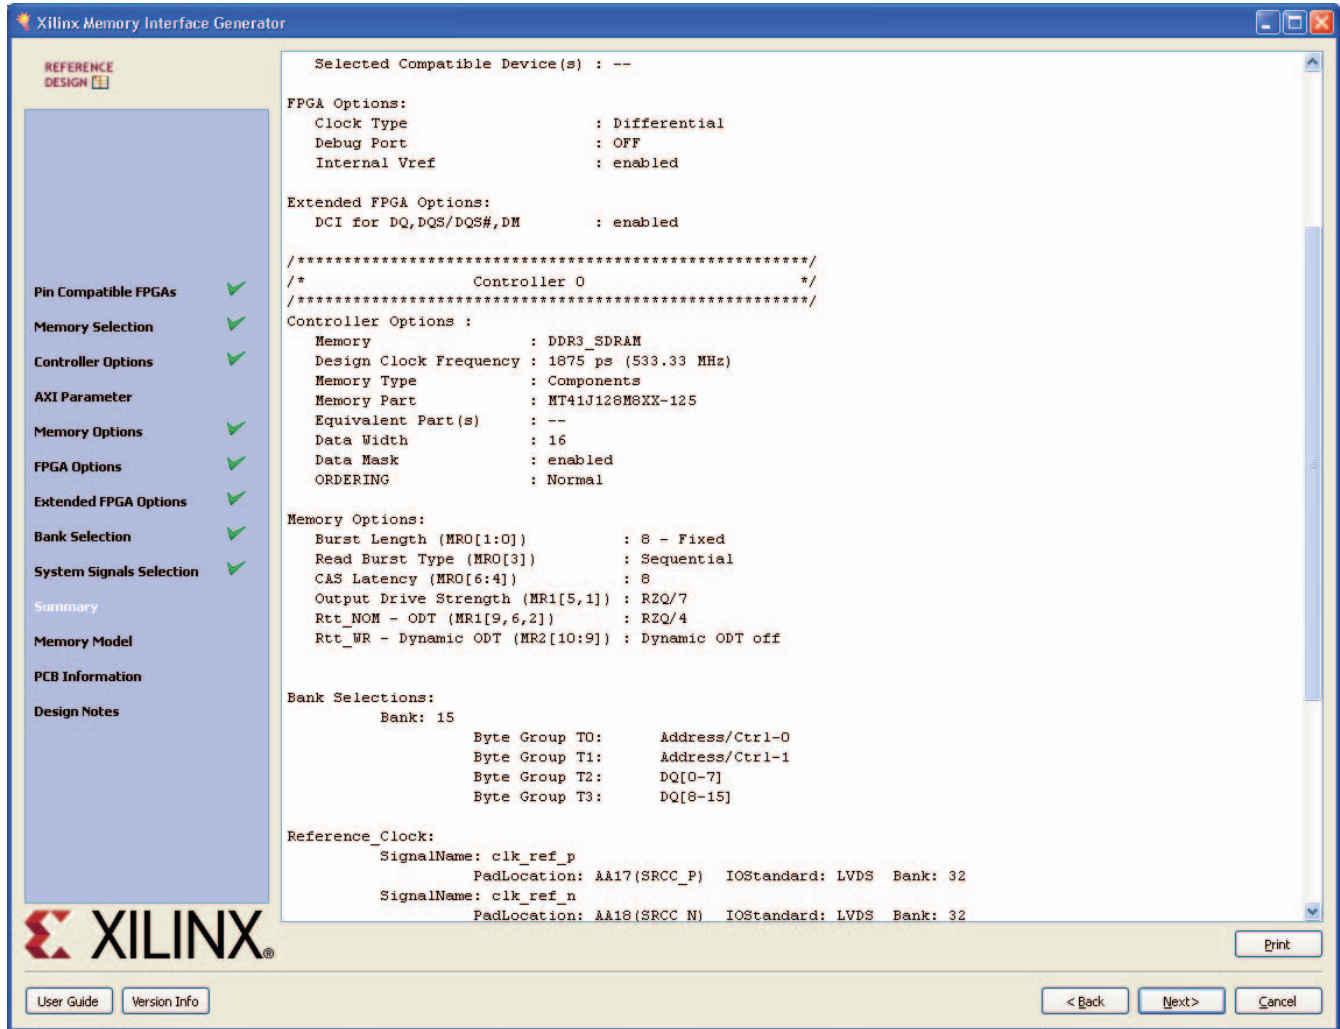 Xilinx Memory Interface Generator
REFERENCE
DESIGN
Pin Compatible FPGAs
Memory Selection
Controller Options
AXI Parameter
Memory Options
FPGA Options
Extended FPGA Options
Bank Selection
System Signals Selection
Summary
Memory Model
PCB Information
Design Notes
XILINX®
Selected Compatible Device(s) : --
FPGA Options:
Clock Type : Differential
Debug Port : OFF
Internal Vref : enabled
Extended FPGA Options:
DCI for DQ,DQS/DQS#,DM : enabled
/*******************************************************/
/* Controller 0 */
/*******************************************************/
Controller Options :
Memory : DDR3_SDRAM
Design Clock Frequency : 1875 ps (533.33 MHz)
Memory Type : Components
Memory Part : MT41J128M8XX-125
Equivalent Part(s) : --
Data Width : 16
Data Mask : enabled
ORDERING : Normal
Memory Options:
Burst Length (MR0[1:0]) : 8 - Fixed
Read Burst Type (MR0[3]) : Sequential
CAS Latency (MR0[6:4]) : 8
Output Drive Strength (MR1[5,1]) : RZQ/7
Rtt_NOM - ODT (MR1[9,6,2]) : RZQ/4
Rtt_WR - Dynamic ODT (MR2[10:9]) : Dynamic ODT off
Bank Selections:
Bank: 15
Byte Group T0: Address/Ctrl-0
Byte Group T1: Address/Ctrl-1
Byte Group T2: DQ[0-7]
Byte Group T3: DQ[8-15]
Reference_Clock:
SignalName: clk_ref_p
PadLocation: AA17(SRCC_P) IOStandard: LVDS Bank: 32
SignalName: clk_ref_n
PadLocation: AA18(SRCC_N) IOStandard: LVDS Bank: 32
Print
User Guide
Version Info
< Back
Next>
Cancel